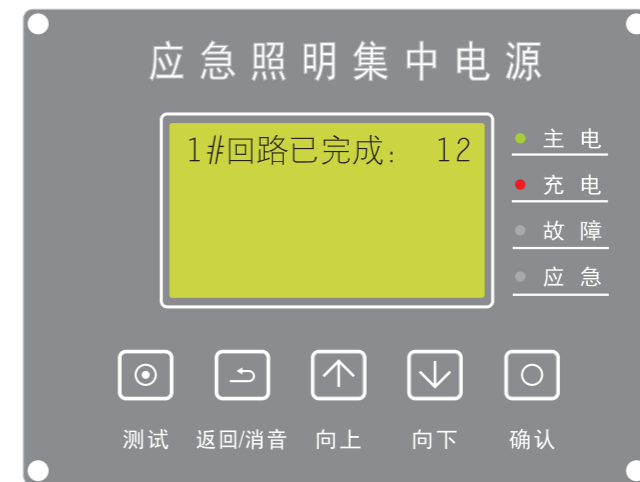 应急照明集中电源
1#回路已完成: 12
主电
充电
故障
应急
测试 返回/消音 向上 向下 确认